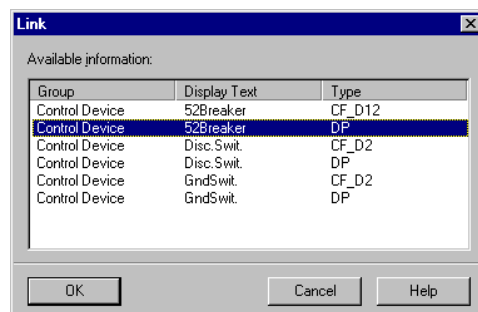 Link
Available information:
Group Display Text Type
Control Device 52Breaker CF_D12
Control Device 52Breaker DP
Control Device Disc.Swit. CF_D2
Control Device Disc.Swit. DP
Control Device GndSwit. CF_D2
Control Device GndSwit. DP
OK Cancel Help